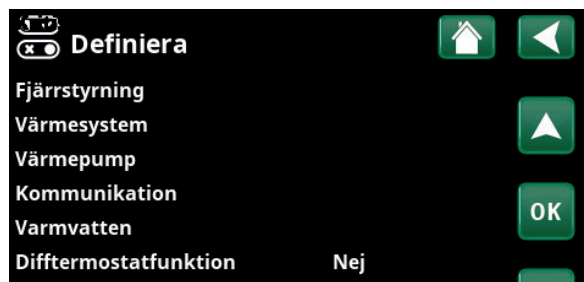 Definiera
Fjärrstyrning
Värmesystem
Värmepump
Kommunikation
Varmvatten
OK
Difftermostatfunktion Nej